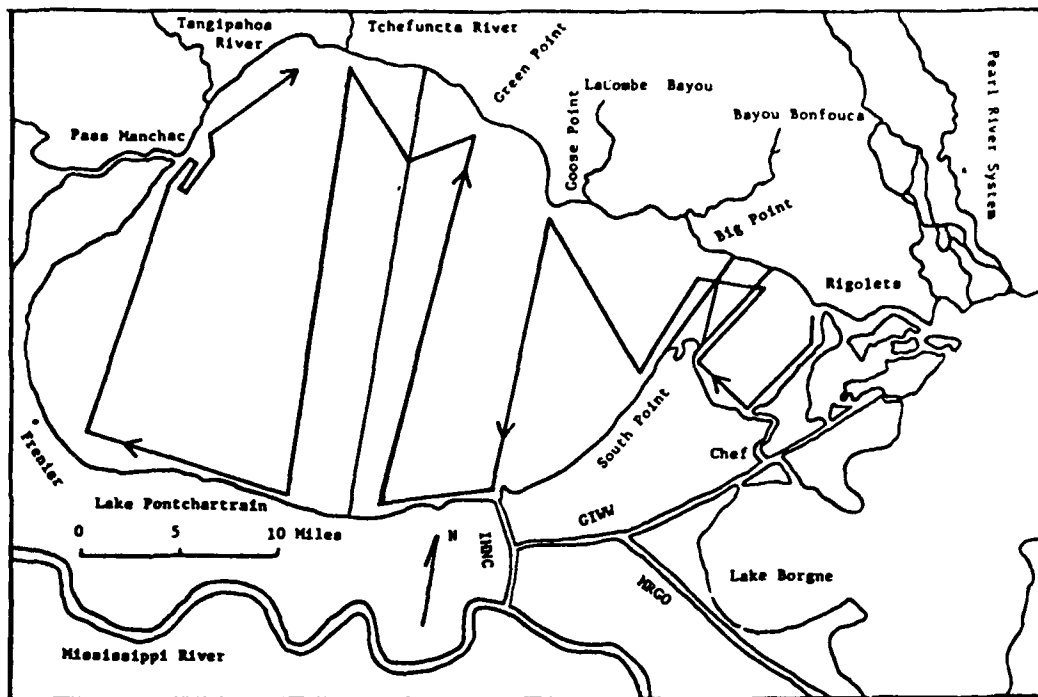 Tangipahoa
River
Tchefuncta River
Green Point
Goose Point
LaCombe Bayou
Bayou Bonfouca
Pearl River System
Pass Manchac
Big Point
Rigolets
Frenier
South Point
Chef
Lake Pontchartrain
0 5 10 Miles
N
IHNC
GIWW
MRGO
Lake Borgne
Mississippi River